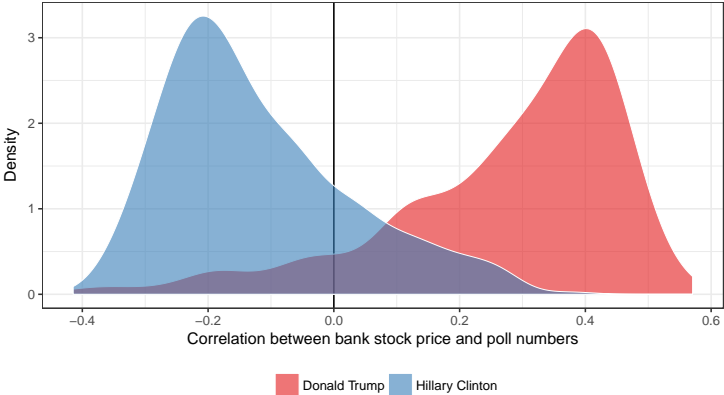 3
2
1
0
Density
−0.4 −0.2 0.0 0.2 0.4 0.6
Correlation between bank stock price and poll numbers
Donald Trump Hillary Clinton